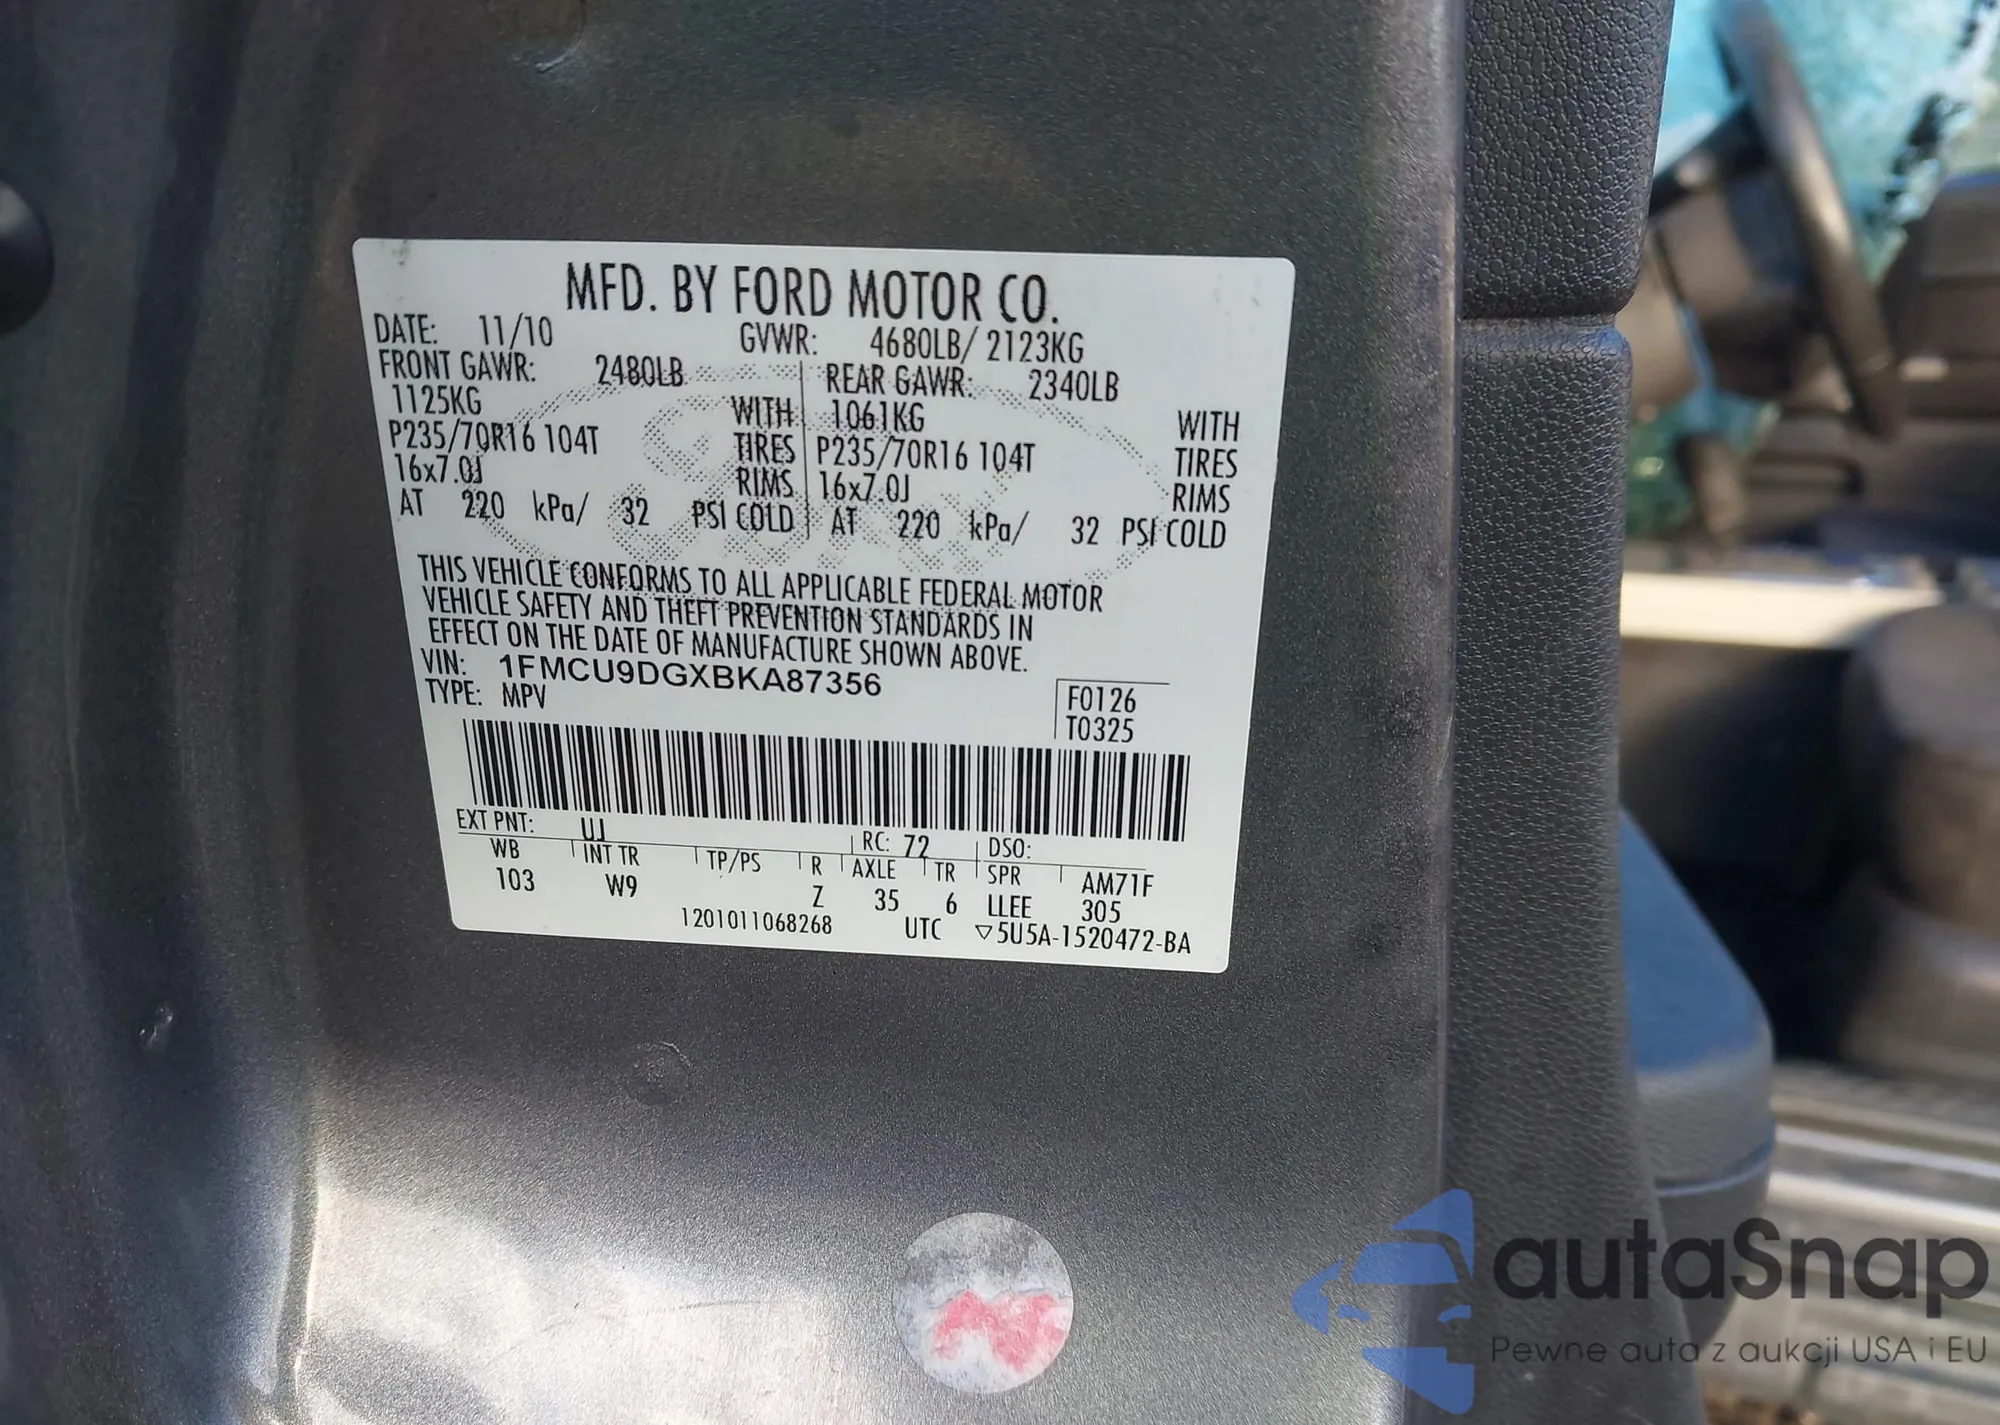 MFD. BY FORD MOTOR CO.
DATE: 11/10 GVWR: 4680LB/ 2123KG
FRONT GAWR: 2480LB REAR GAWR: 2340LB
1125KG WITH 1061KG WITH
P235/70R16 104T TIRES P235/70R16 104T TIRES
16x7.0J RIMS 16x7.0J RIMS
AT 220 kPa/ 32 PSI COLD AT 220 kPa/ 32 PSI COLD
THIS VEHICLE CONFORMS TO ALL APPLICABLE FEDERAL MOTOR
VEHICLE SAFETY AND THEFT PREVENTION STANDARDS IN
EFFECT ON THE DATE OF MANUFACTURE SHOWN ABOVE.
VIN: 1FMCU9DGXBKA87356
TYPE: MPV
F0126
T0325
EXT PNT: UJ RC: 72 DSO:
WB INT TR TP/PS R AXLE TR SPR AM71F
103 W9 Z 35 6 LLEE 305
1201011068268 UTC ▽5U5A-1520472-BA
autaSnap
Pewne auta z aukcji USA i EU